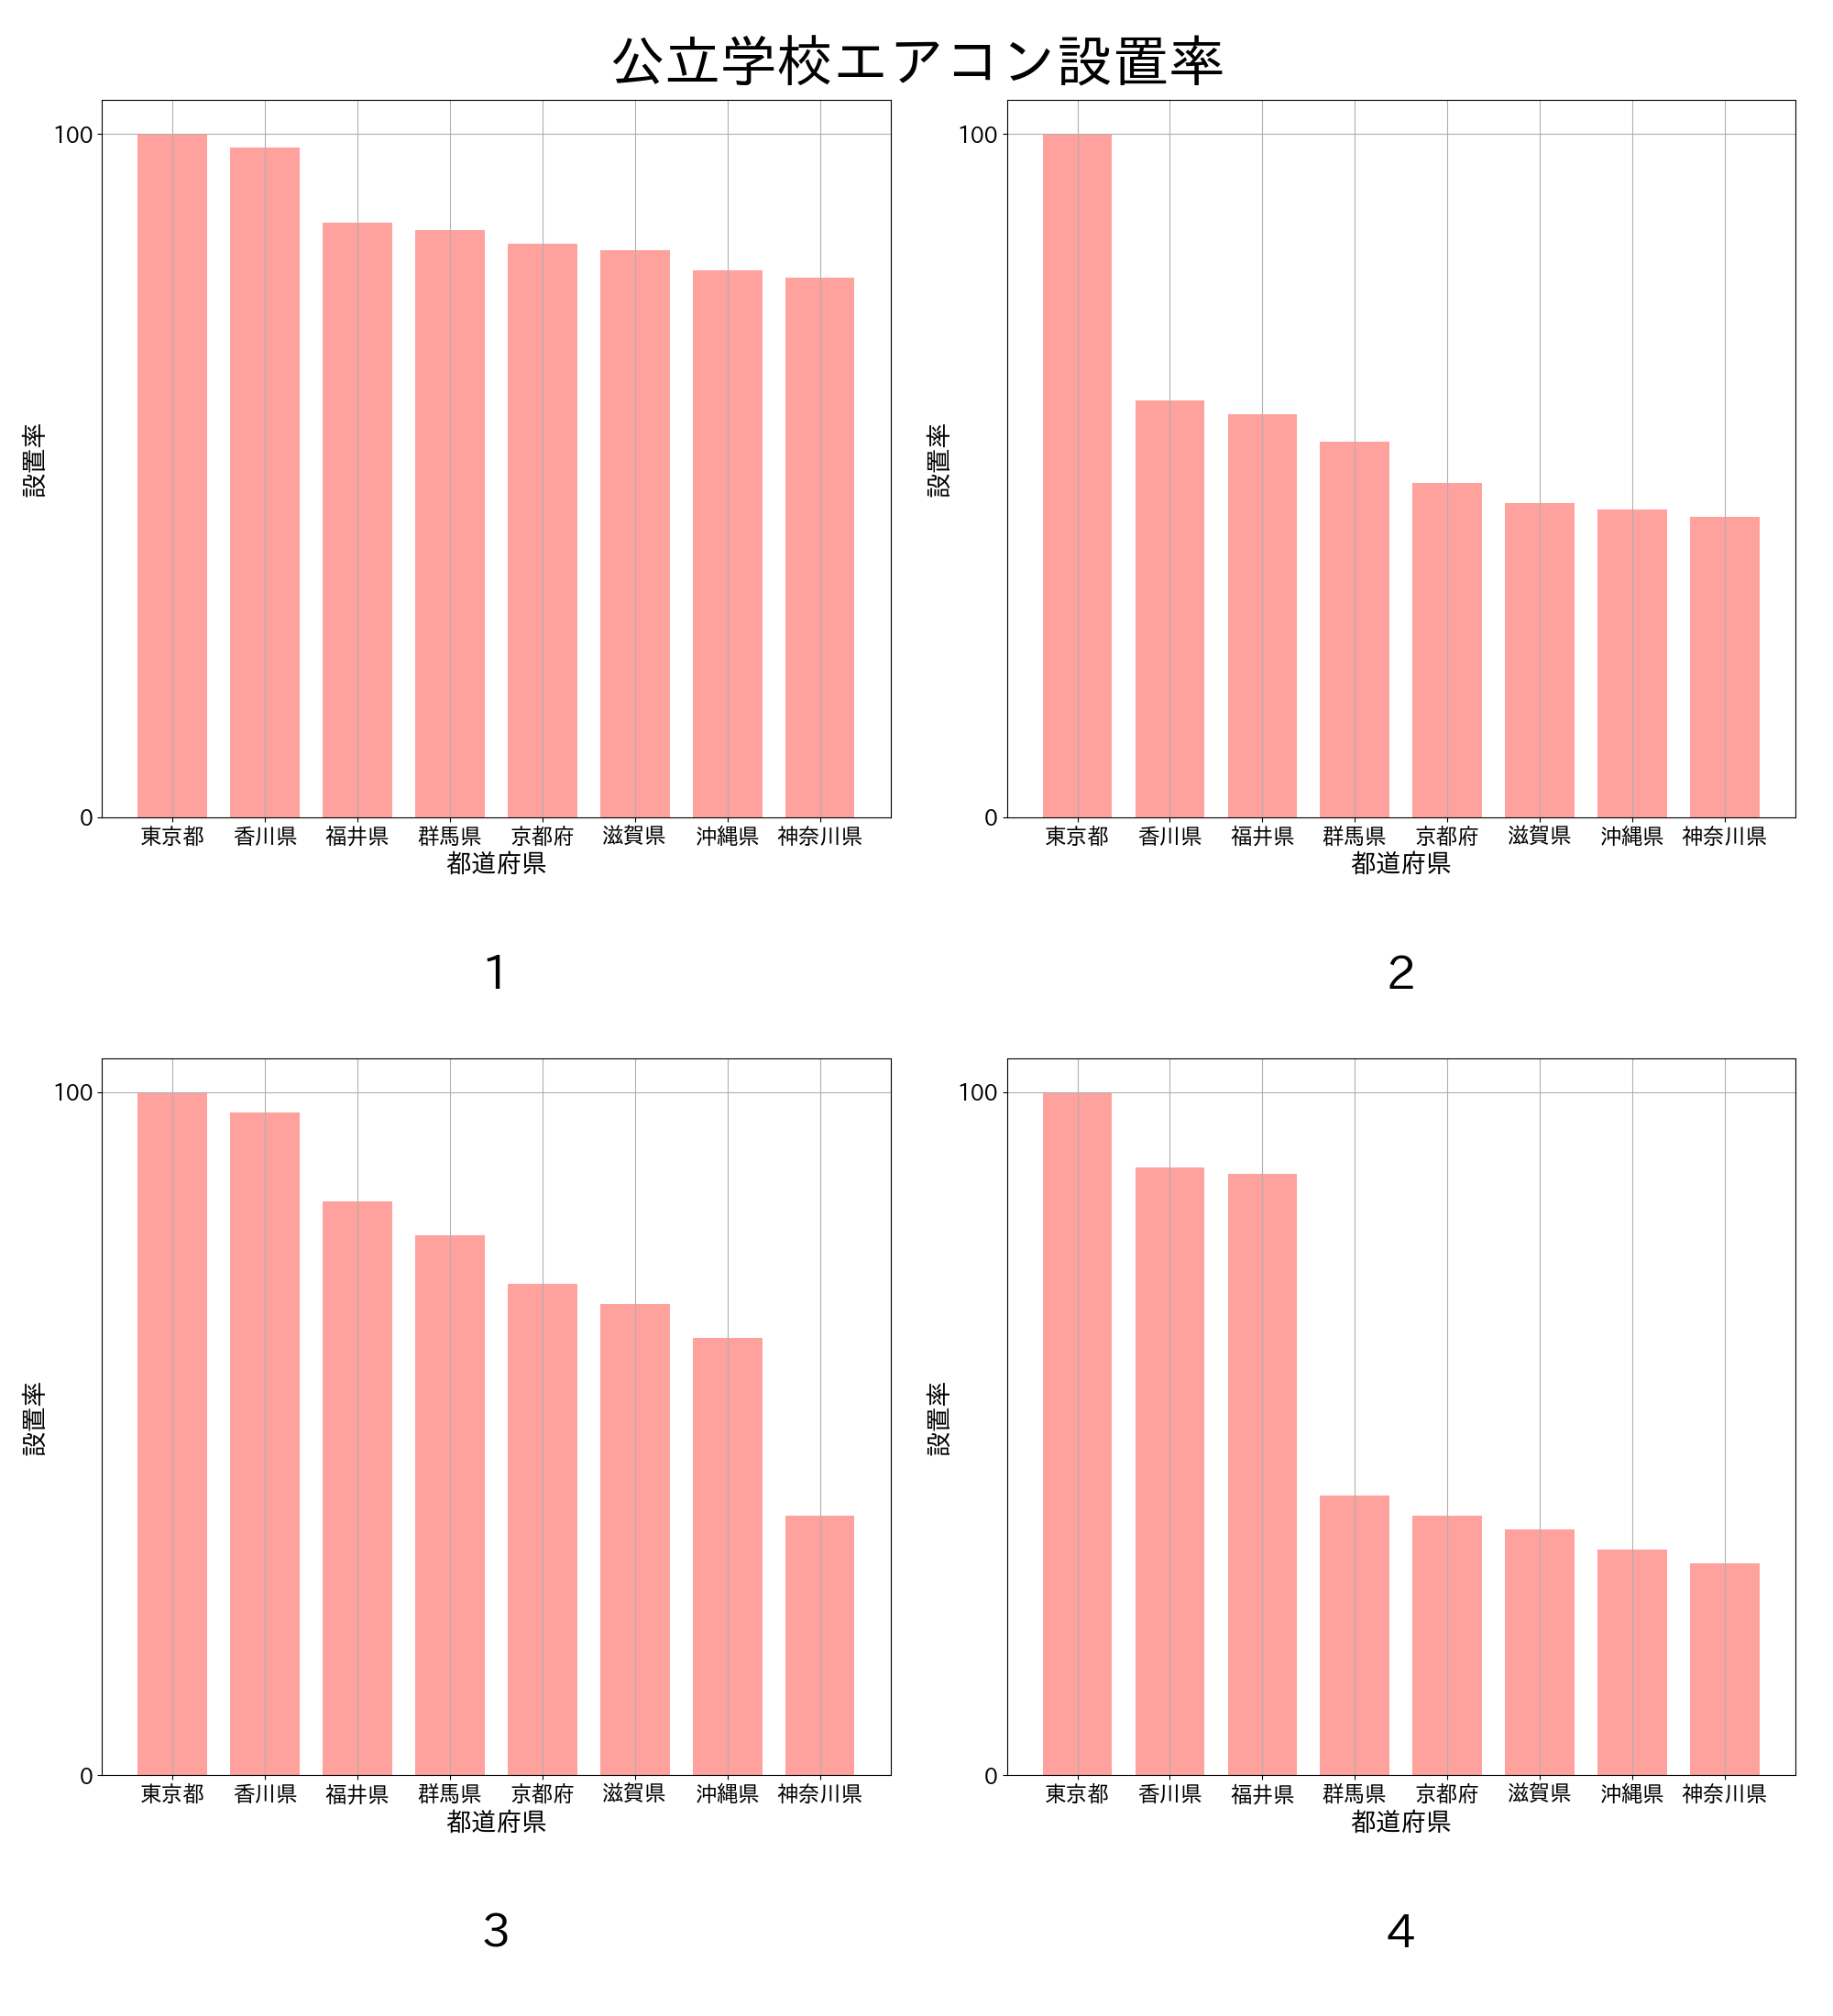 公立学校エアコン設置率
100
0
設置率
東京都 香川県 福井県 群馬県 京都府 滋賀県 沖縄県 神奈川県
都道府県
1
100
0
設置率
東京都 香川県 福井県 群馬県 京都府 滋賀県 沖縄県 神奈川県
都道府県
2
100
0
設置率
東京都 香川県 福井県 群馬県 京都府 滋賀県 沖縄県 神奈川県
都道府県
3
100
0
設置率
東京都 香川県 福井県 群馬県 京都府 滋賀県 沖縄県 神奈川県
都道府県
4